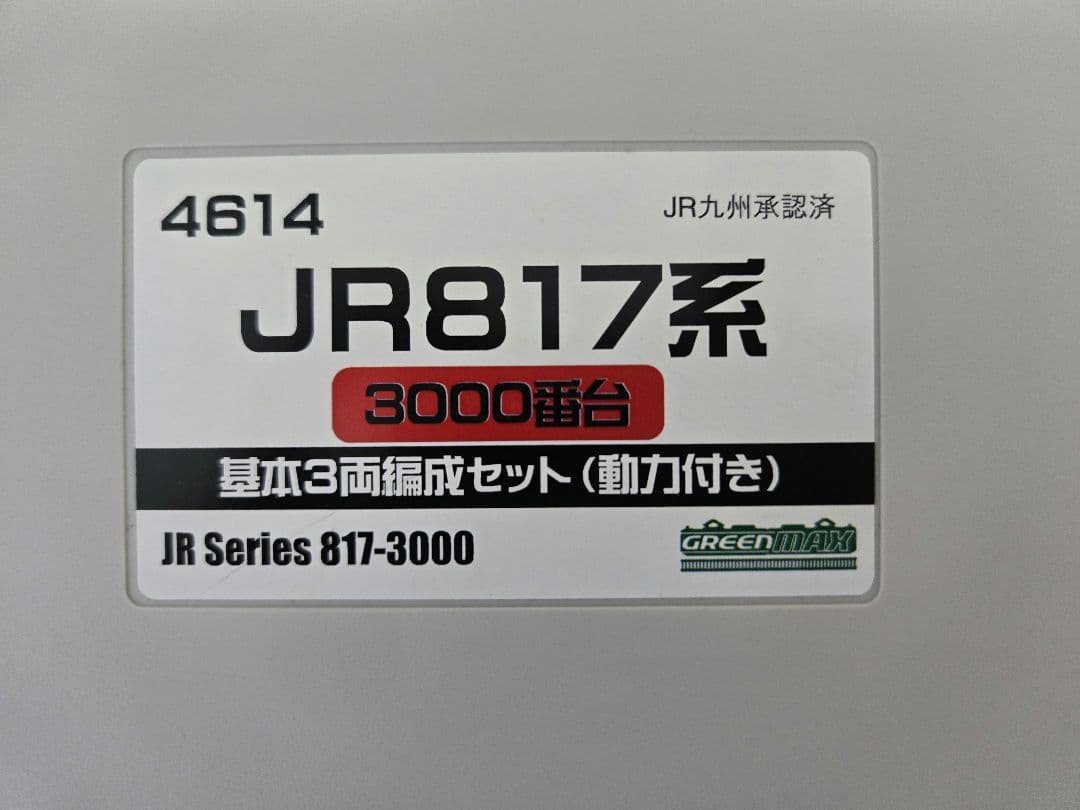 4614
JR九州承認済
JR817系
3000番台
基本3両編成セット(動力付き)
JR Series 817-3000
GREENMAX